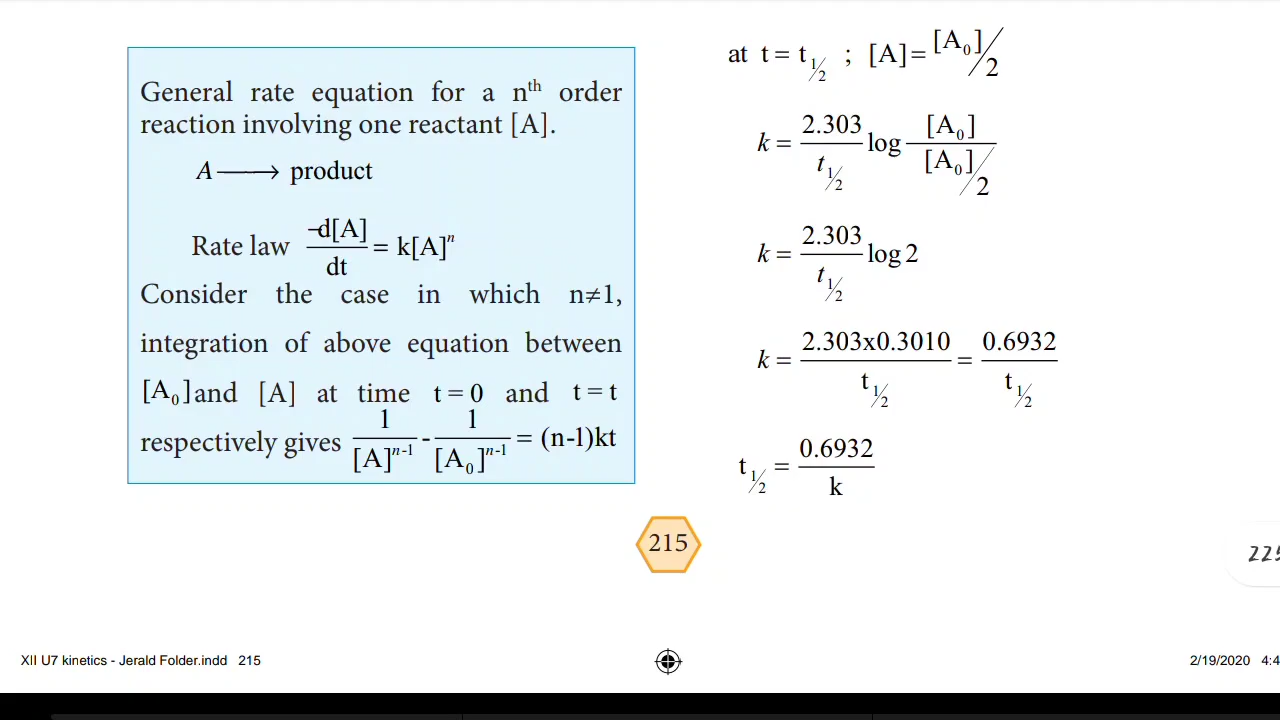 General rate equation for a nth order
reaction involving one reactant [A].
A ⟶ product
Rate law -d[A]/dt = k[A]ⁿ
Consider the case in which n≠1,
integration of above equation between
[A₀]and [A] at time t = 0 and t = t
respectively gives 1/[A]ⁿ⁻¹ - 1/[A₀]ⁿ⁻¹ = (n-1)kt
at t = t1/2 ; [A]= [A₀]/2
k = 2.303/t1/2 log [A₀]/([A₀]/2)
k = 2.303/t1/2 log 2
k = 2.303x0.3010/t1/2 = 0.6932/t1/2
t1/2 = 0.6932/k
215
225
XII U7 kinetics - Jerald Folder.indd 215
2/19/2020 4:4